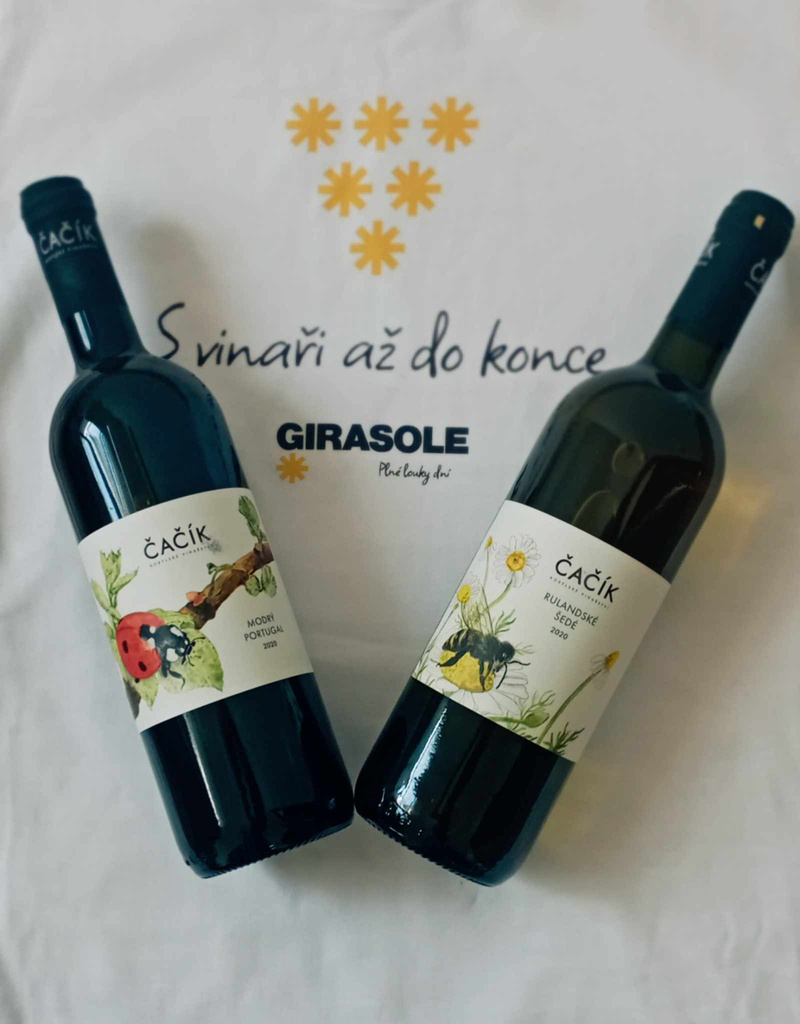 S vinaři až do konce
GIRASOLE
Plné louky dní
ČAČÍK
ČAČÍK
MODRÝ
PORTUGAL
2020
ČAČÍK
RULANDSKÉ
ŠEDÉ
2020